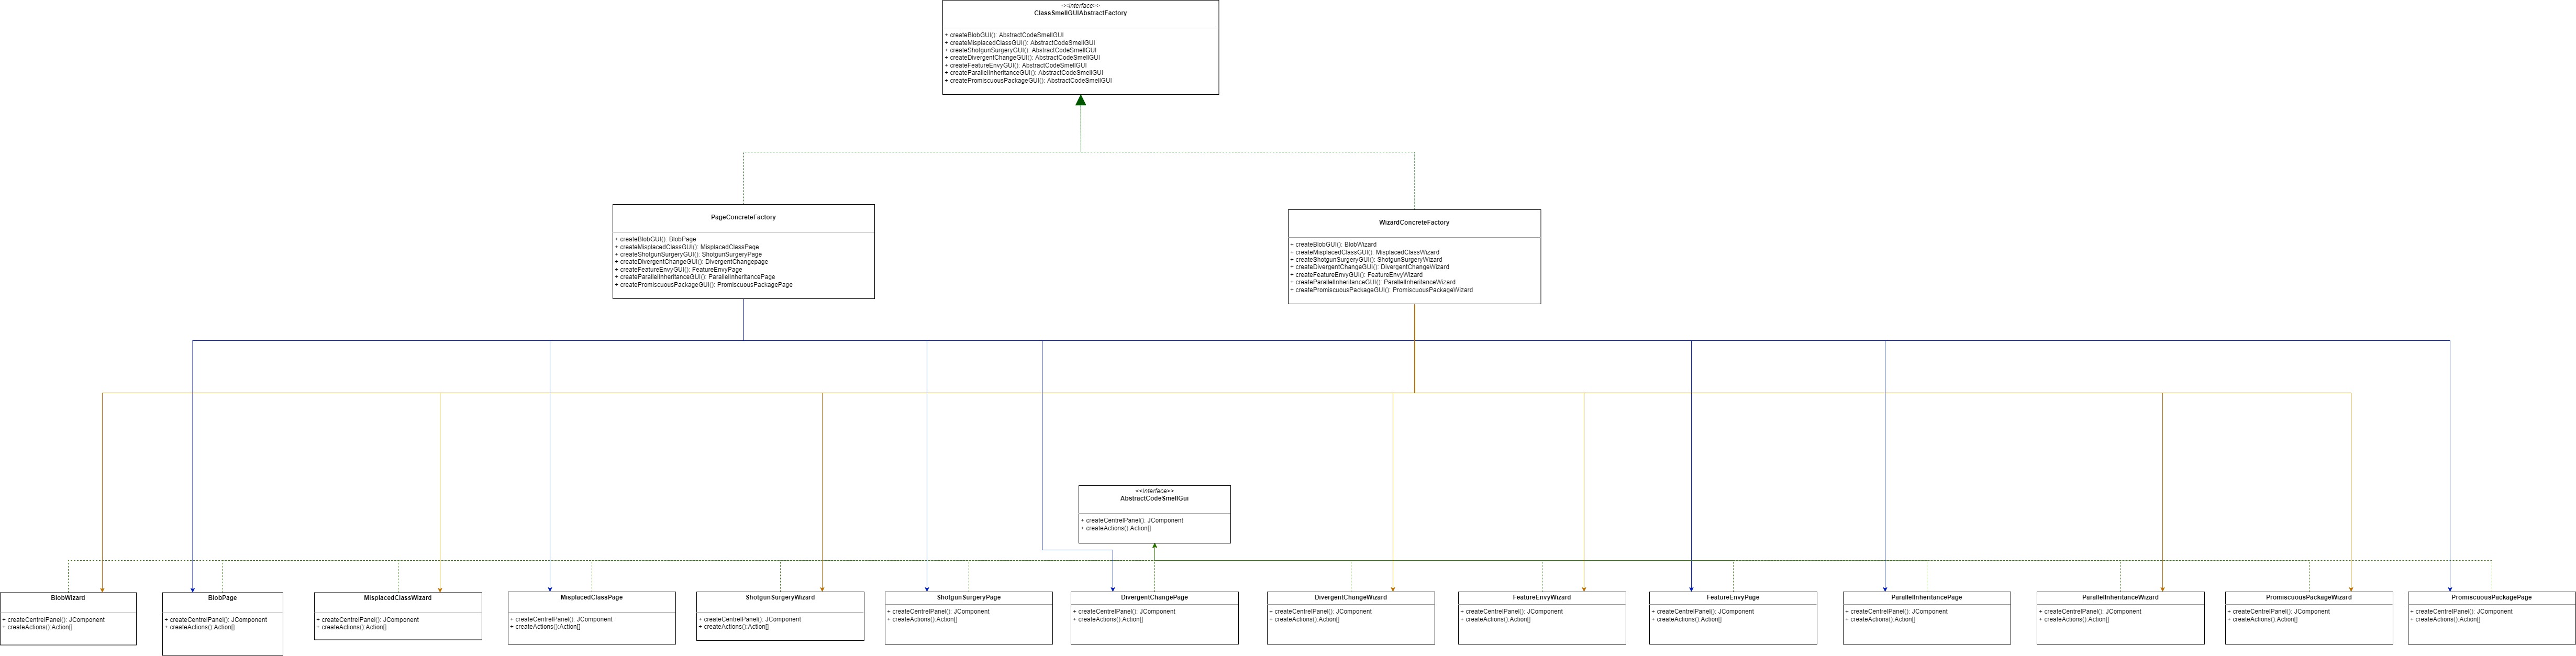 <<interface>>
ClassSmellGUIAbstractFactory
+ createBlobGUI(): AbstractCodeSmellGUI
+ createMisplacedClassGUI(): AbstractCodeSmellGUI
+ createShotgunSurgeryGUI(): AbstractCodeSmellGUI
+ createDivergentChangeGUI(): AbstractCodeSmellGUI
+ createFeatureEnvyGUI(): AbstractCodeSmellGUI
+ createParallelInheritanceGUI(): AbstractCodeSmellGUI
+ createPromiscuousPackageGUI(): AbstractCodeSmellGUI
PageConcreteFactory
+ createBlobGUI(): BlobPage
+ createMisplacedClassGUI(): MisplacedClassPage
+ createShotgunSurgeryGUI(): ShotgunSurgeryPage
+ createDivergentChangeGUI(): DivergentChangepage
+ createFeatureEnvyGUI(): FeatureEnvyPage
+ createParallelInheritanceGUI(): ParallelInheritancePage
+ createPromiscuousPackageGUI(): PromiscuousPackagePage
WizardConcreteFactory
+ createBlobGUI(): BlobWizard
+ createMisplacedClassGUI(): MisplacedClassWizard
+ createShotgunSurgeryGUI(): ShotgunSurgeryWizard
+ createDivergentChangeGUI(): DivergentChangeWizard
+ createFeatureEnvyGUI(): FeatureEnvyWizard
+ createParallelInheritanceGUI(): ParallelInheritanceWizard
+ createPromiscuousPackageGUI(): PromiscuousPackageWizard
<<interface>>
AbstractCodeSmellGui
+ createCentrelPanel(): JComponent
+ createActions():Action[]
BlobWizard
+ createCentrelPanel(): JComponent
+ createActions():Action[]
BlobPage
+ createCentrelPanel(): JComponent
+ createActions():Action[]
MisplacedClassWizard
+ createCentrelPanel(): JComponent
+ createActions():Action[]
MisplacedClassPage
+ createCentrelPanel(): JComponent
+ createActions():Action[]
ShotgunSurgeryWizard
+ createCentrelPanel(): JComponent
+ createActions():Action[]
ShotgunSurgeryPage
+ createCentrelPanel(): JComponent
+ createActions():Action[]
DivergentChangePage
+ createCentrelPanel(): JComponent
+ createActions():Action[]
DivergentChangeWizard
+ createCentrelPanel(): JComponent
+ createActions():Action[]
FeatureEnvyWizard
+ createCentrelPanel(): JComponent
+ createActions():Action[]
FeatureEnvyPage
+ createCentrelPanel(): JComponent
+ createActions():Action[]
ParallelInheritancePage
+ createCentrelPanel(): JComponent
+ createActions():Action[]
ParallelInheritanceWizard
+ createCentrelPanel(): JComponent
+ createActions():Action[]
PromiscuousPackageWizard
+ createCentrelPanel(): JComponent
+ createActions():Action[]
PromiscuousPackagePage
+ createCentrelPanel(): JComponent
+ createActions():Action[]